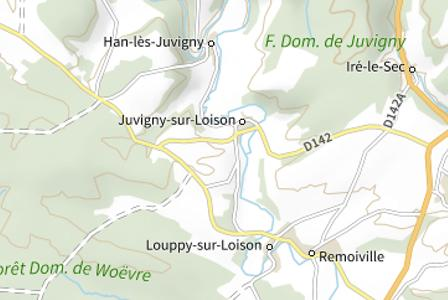 Han-lès-Juvigny
F. Dom. de Juvigny
Iré-le-Sec
D142A
Juvigny-sur-Loison
D142
Louppy-sur-Loison
Remoiville
orêt Dom. de Woëvre